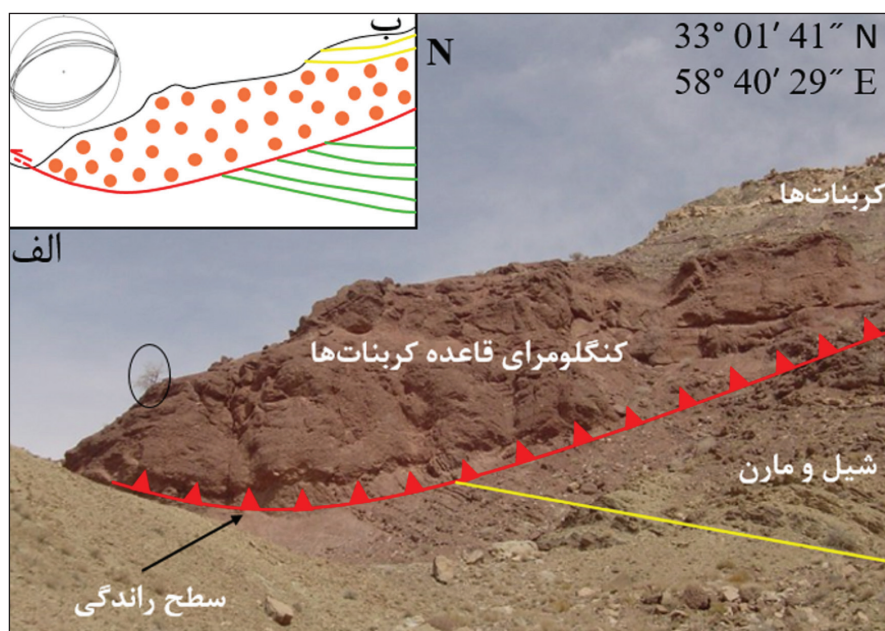 ب
N
33° 01′ 41″ N
58° 40′ 29″ E
الف
کربنات‌ها
کنگلومرای قاعده کربنات‌ها
شیل و مارن
سطح راندگی